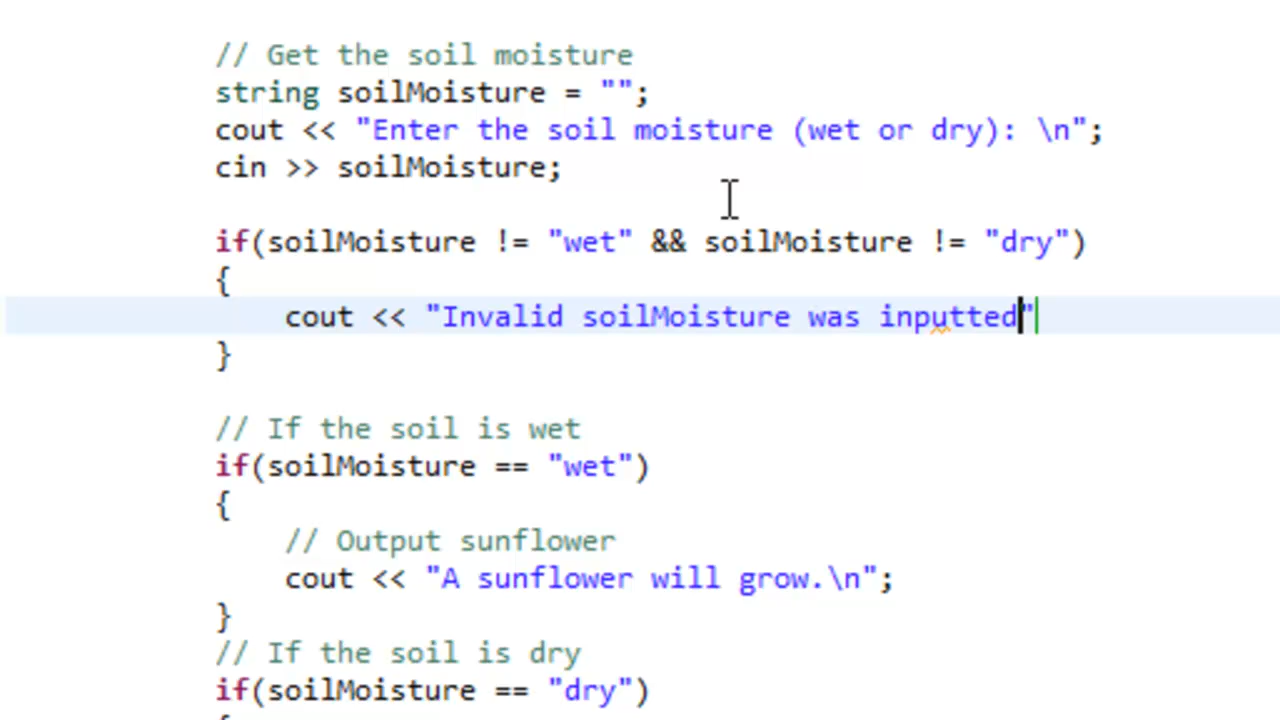 // Get the soil moisture
string soilMoisture = "";
cout << "Enter the soil moisture (wet or dry): \n";
cin >> soilMoisture;
if(soilMoisture != "wet" && soilMoisture != "dry")
{
cout << "Invalid soilMoisture was inputted"
}
// If the soil is wet
if(soilMoisture == "wet")
{
// Output sunflower
cout << "A sunflower will grow.\n";
}
// If the soil is dry
if(soilMoisture == "dry")
{